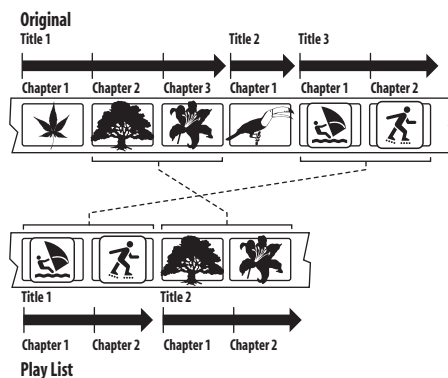 Original
Title 1 Title 2 Title 3
Chapter 1 Chapter 2 Chapter 3 Chapter 1 Chapter 1 Chapter 2
Title 1 Title 2
Chapter 1 Chapter 2 Chapter 1 Chapter 2
Play List